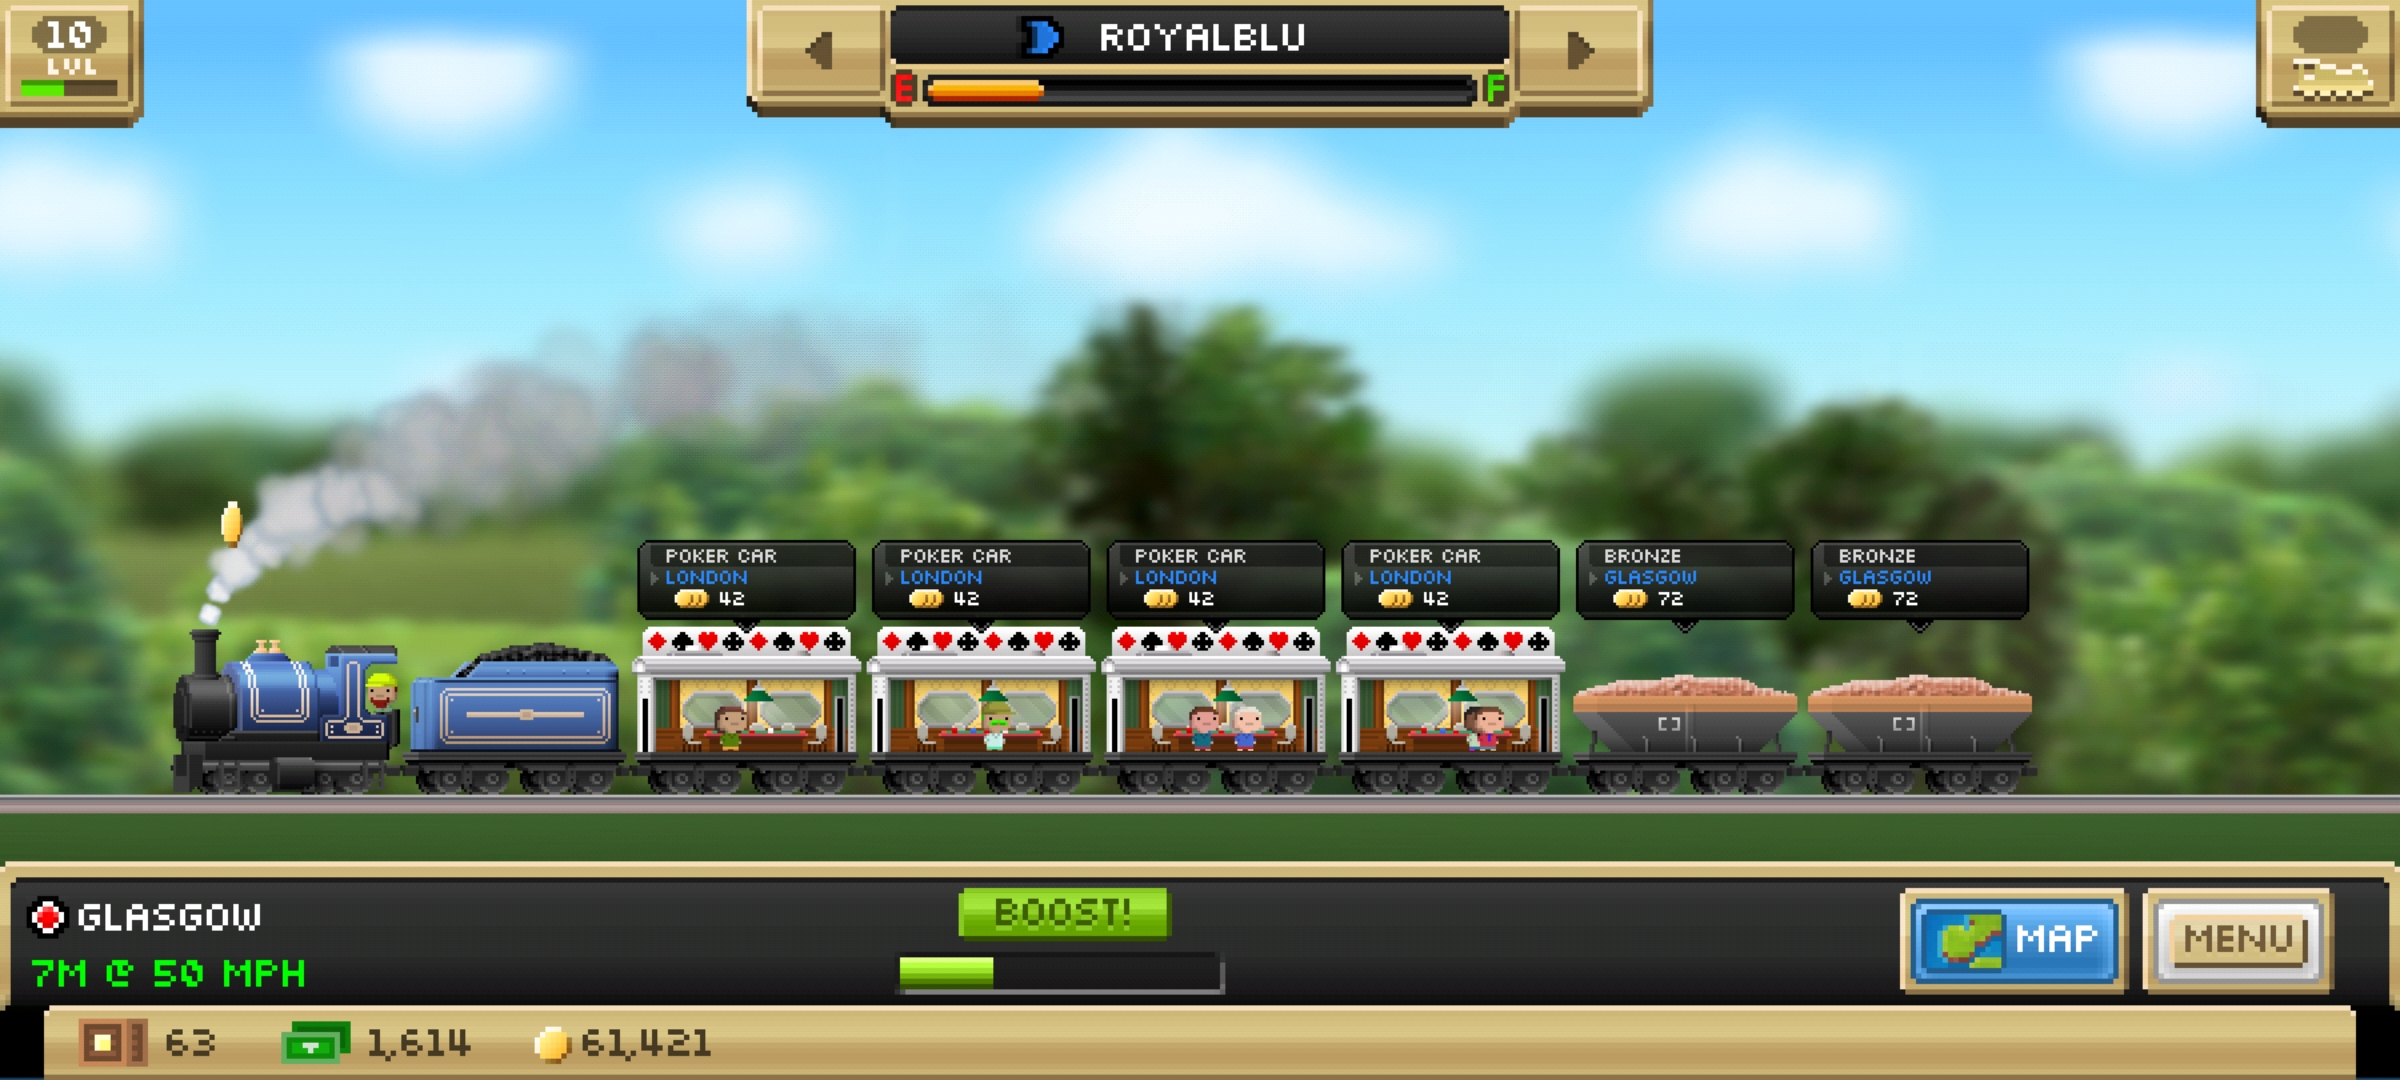 10
LVL
ROYALBLU
E
F
POKER CAR
LONDON
42
POKER CAR
LONDON
42
POKER CAR
LONDON
42
POKER CAR
LONDON
42
BRONZE
GLASGOW
72
BRONZE
GLASGOW
72
GLASGOW
7M @ 50 MPH
BOOST!
MAP
MENU
63
1,614
61,421